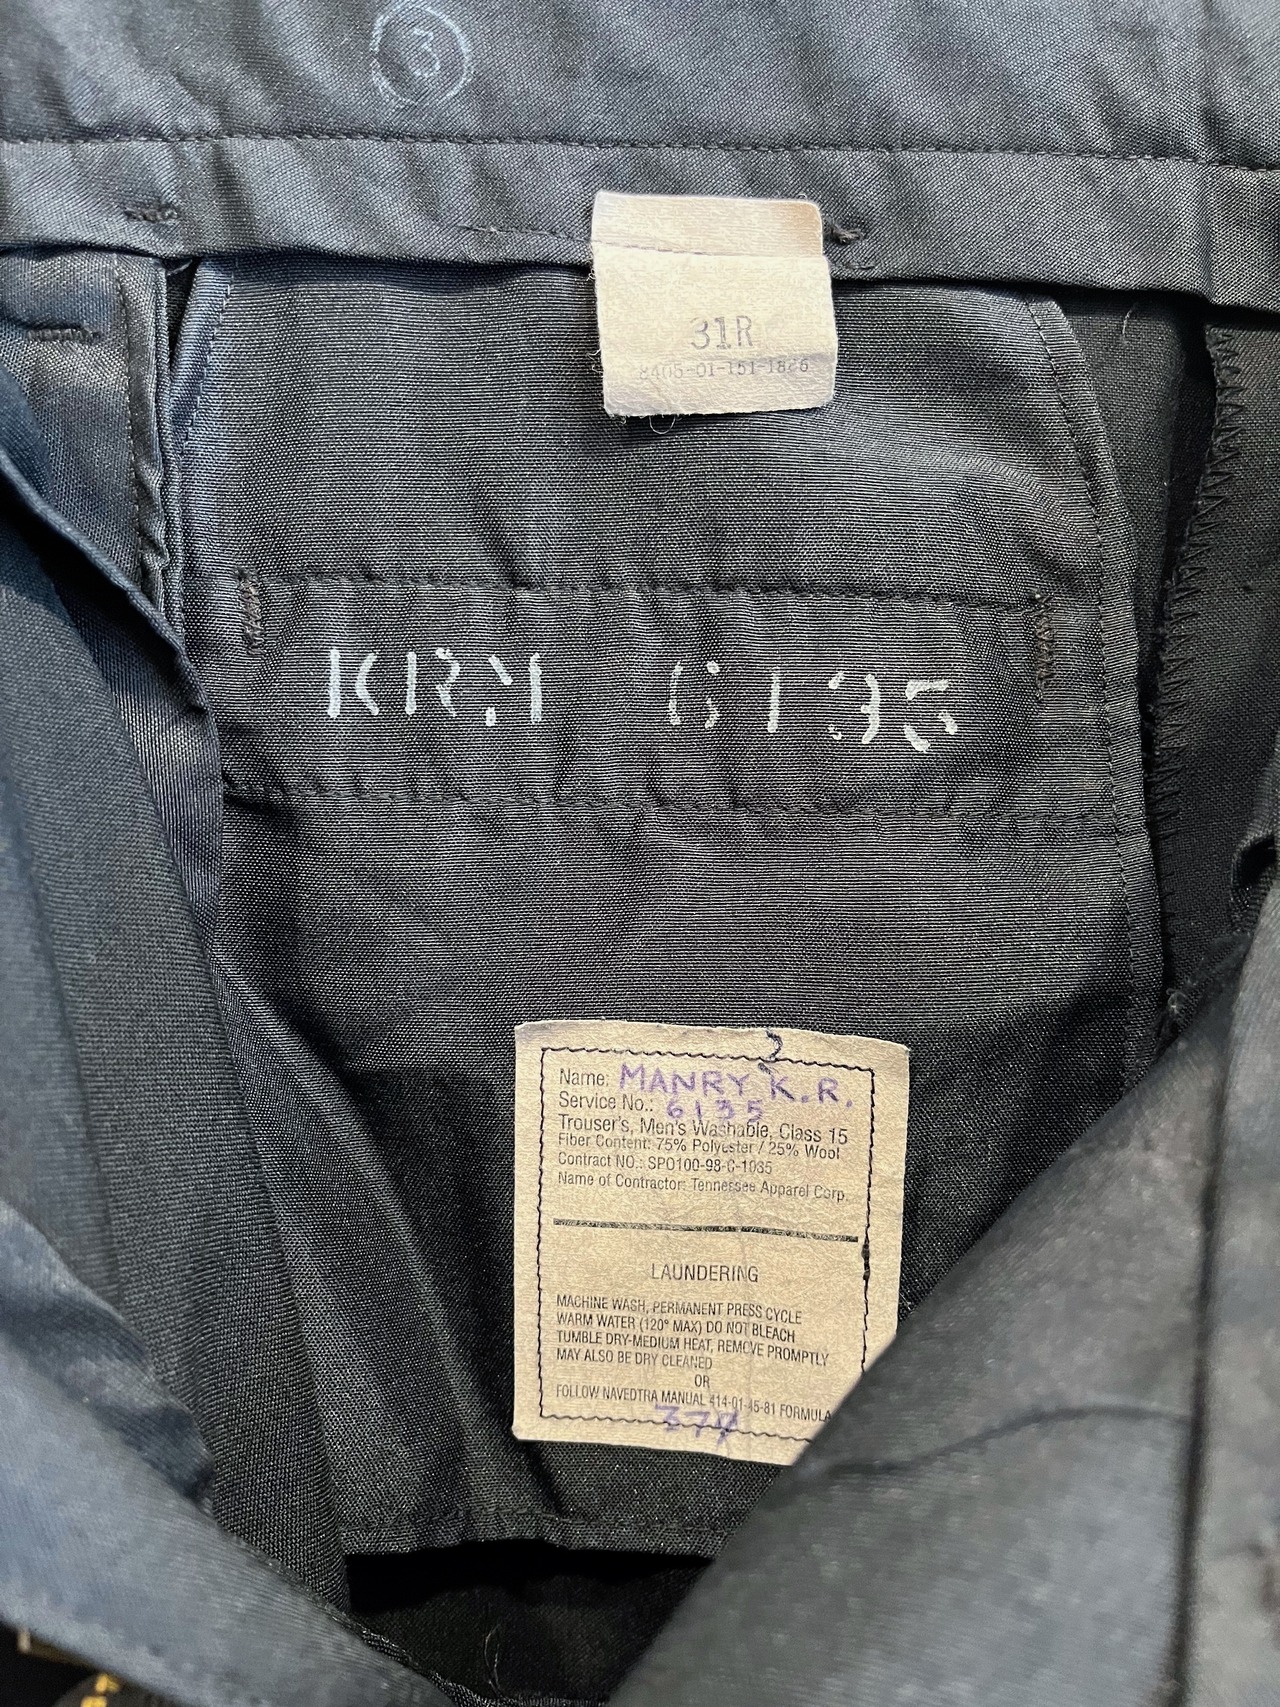 3
31R
8405-01-151-1826
KRM 6135
Name: MANRY K.R.
Service No.: 6135
Trouser's, Men's Washable, Class 15
Fiber Content: 75% Polyester / 25% Wool
Contract NO.: SPO100-98-C-1035
Name of Contractor: Tennessee Apparel Corp.
LAUNDERING
MACHINE WASH, PERMANENT PRESS CYCLE
WARM WATER (120° MAX) DO NOT BLEACH
TUMBLE DRY-MEDIUM HEAT, REMOVE PROMPTLY
MAY ALSO BE DRY CLEANED
OR
FOLLOW NAVEDTRA MANUAL 414-01-45-81 FORMULA
377